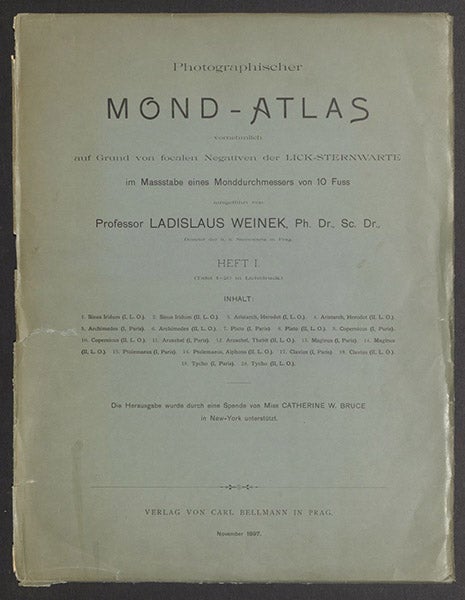 Photographischer
MOND-ATLAS
vornehmlich
auf Grund von focalen Negativen der LICK-STERNWARTE
im Massstabe eines Monddurchmessers von 10 Fuss
ausgeführt von
Professor LADISLAUS WEINEK, Ph. Dr., Sc. Dr.,
Director der k. k. Sternwarte in Prag.
HEFT I.
(Tafel 1–20 in Lichtdruck.)
INHALT:
1. Sinus Iridum (I, L. O.). 2. Sinus Iridum (II, L. O.). 3. Aristarch, Herodot (I, L. O.). 4. Aristarch, Herodot (II, L. O.).
5. Archimedes (I, Paris). 6. Archimedes (II, L. O.). 7. Plato (I, Paris). 8. Plato (II, L. O.). 9. Copernicus (I, Paris).
10. Copernicus (II, L. O.). 11. Arzachel (I, Paris). 12. Arzachel, Thebit (II, L. O.). 13. Maginus (I, Paris). 14. Maginus
(II, L. O.). 15. Ptolemaeus (I, Paris). 16. Ptolemaeus, Alphons (II, L. O.). 17. Clavius (I, Paris). 18. Clavius (II, L. O.).
19. Tycho (I, Paris). 20. Tycho (II, L. O.).
Die Herausgabe wurde durch eine Spende von Miss CATHERINE W. BRUCE
in New-York unterstützt.
VERLAG VON CARL BELLMANN IN PRAG.
November 1897.